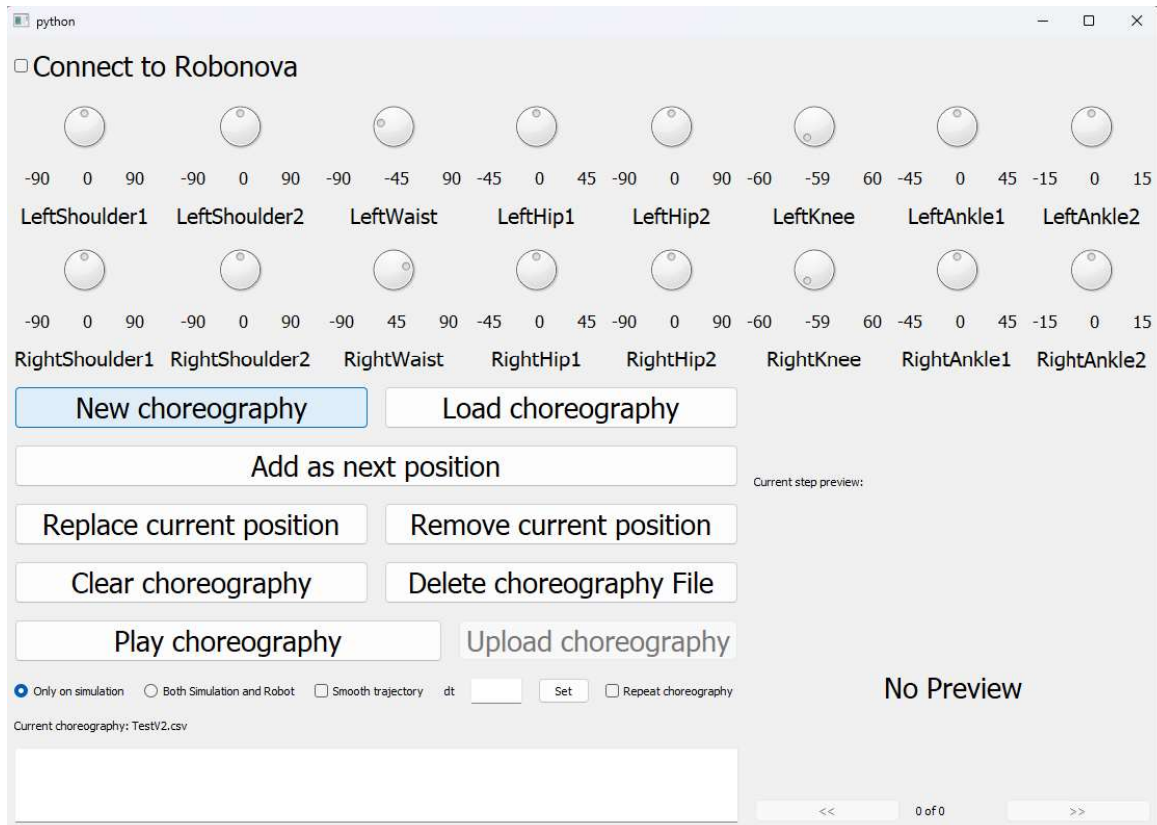 python
Connect to Robonova
-90 0 90 -90 0 90 -90 -45 90 -45 0 45 -90 0 90 -60 -59 60 -45 0 45 -15 0 15
LeftShoulder1 LeftShoulder2 LeftWaist LeftHip1 LeftHip2 LeftKnee LeftAnkle1 LeftAnkle2
-90 0 90 -90 0 90 -90 45 90 -45 0 45 -90 0 90 -60 -59 60 -45 0 45 -15 0 15
RightShoulder1 RightShoulder2 RightWaist RightHip1 RightHip2 RightKnee RightAnkle1 RightAnkle2
New choreography Load choreography
Add as next position
Current step preview:
Replace current position Remove current position
Clear choreography Delete choreography File
Play choreography Upload choreography
Only on simulation Both Simulation and Robot Smooth trajectory dt Set Repeat choreography
No Preview
Current choreography: TestV2.csv
<< 0 of 0 >>